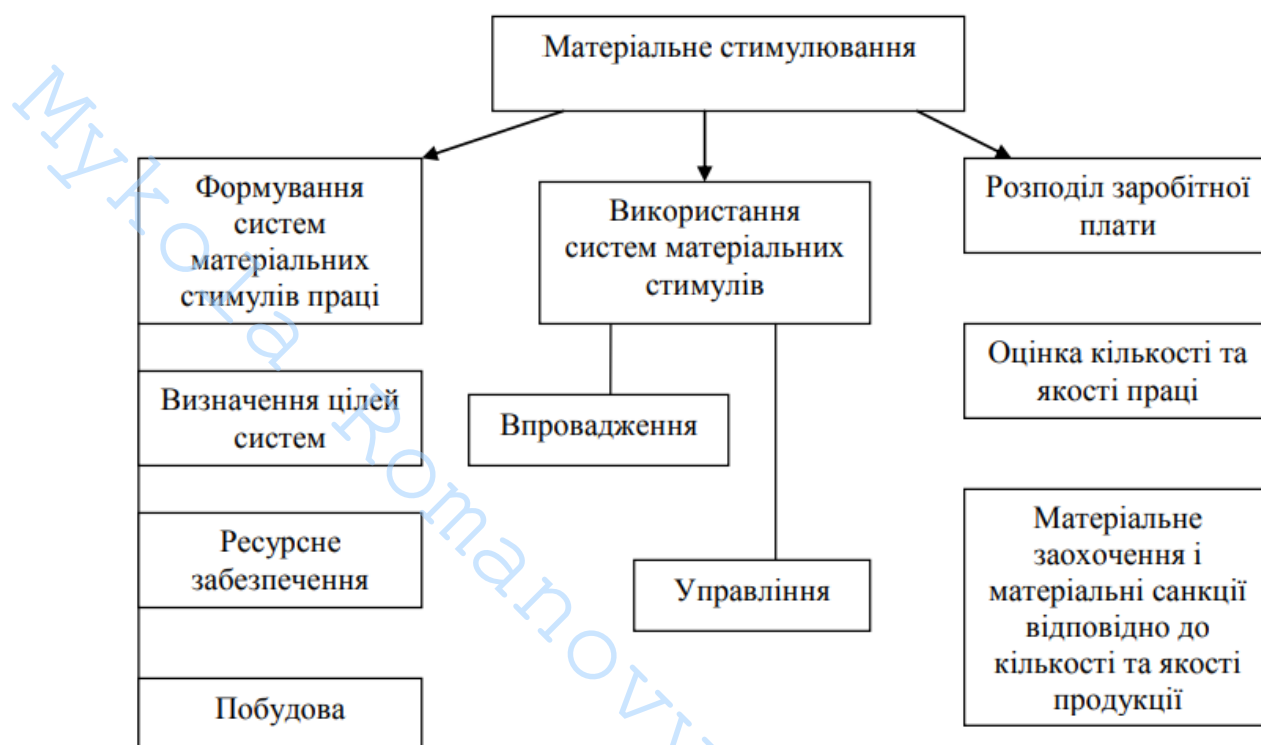 Матеріальне стимулювання
Формування
систем
матеріальних
стимулів праці
Визначення цілей
систем
Ресурсне
забезпечення
Побудова
Використання
систем матеріальних
стимулів
Впровадження
Управління
Розподіл заробітної
плати
Оцінка кількості та
якості праці
Матеріальне
заохочення і
матеріальні санкції
відповідно до
кількості та якості
продукції
Mykola